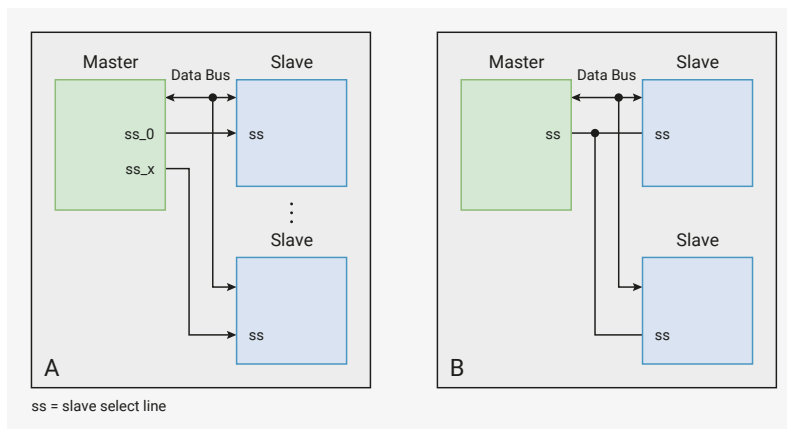 Master
Data Bus
Slave
ss_0
ss
ss_x
Slave
ss
A
Master
Data Bus
Slave
ss
ss
Slave
ss
B
ss = slave select line